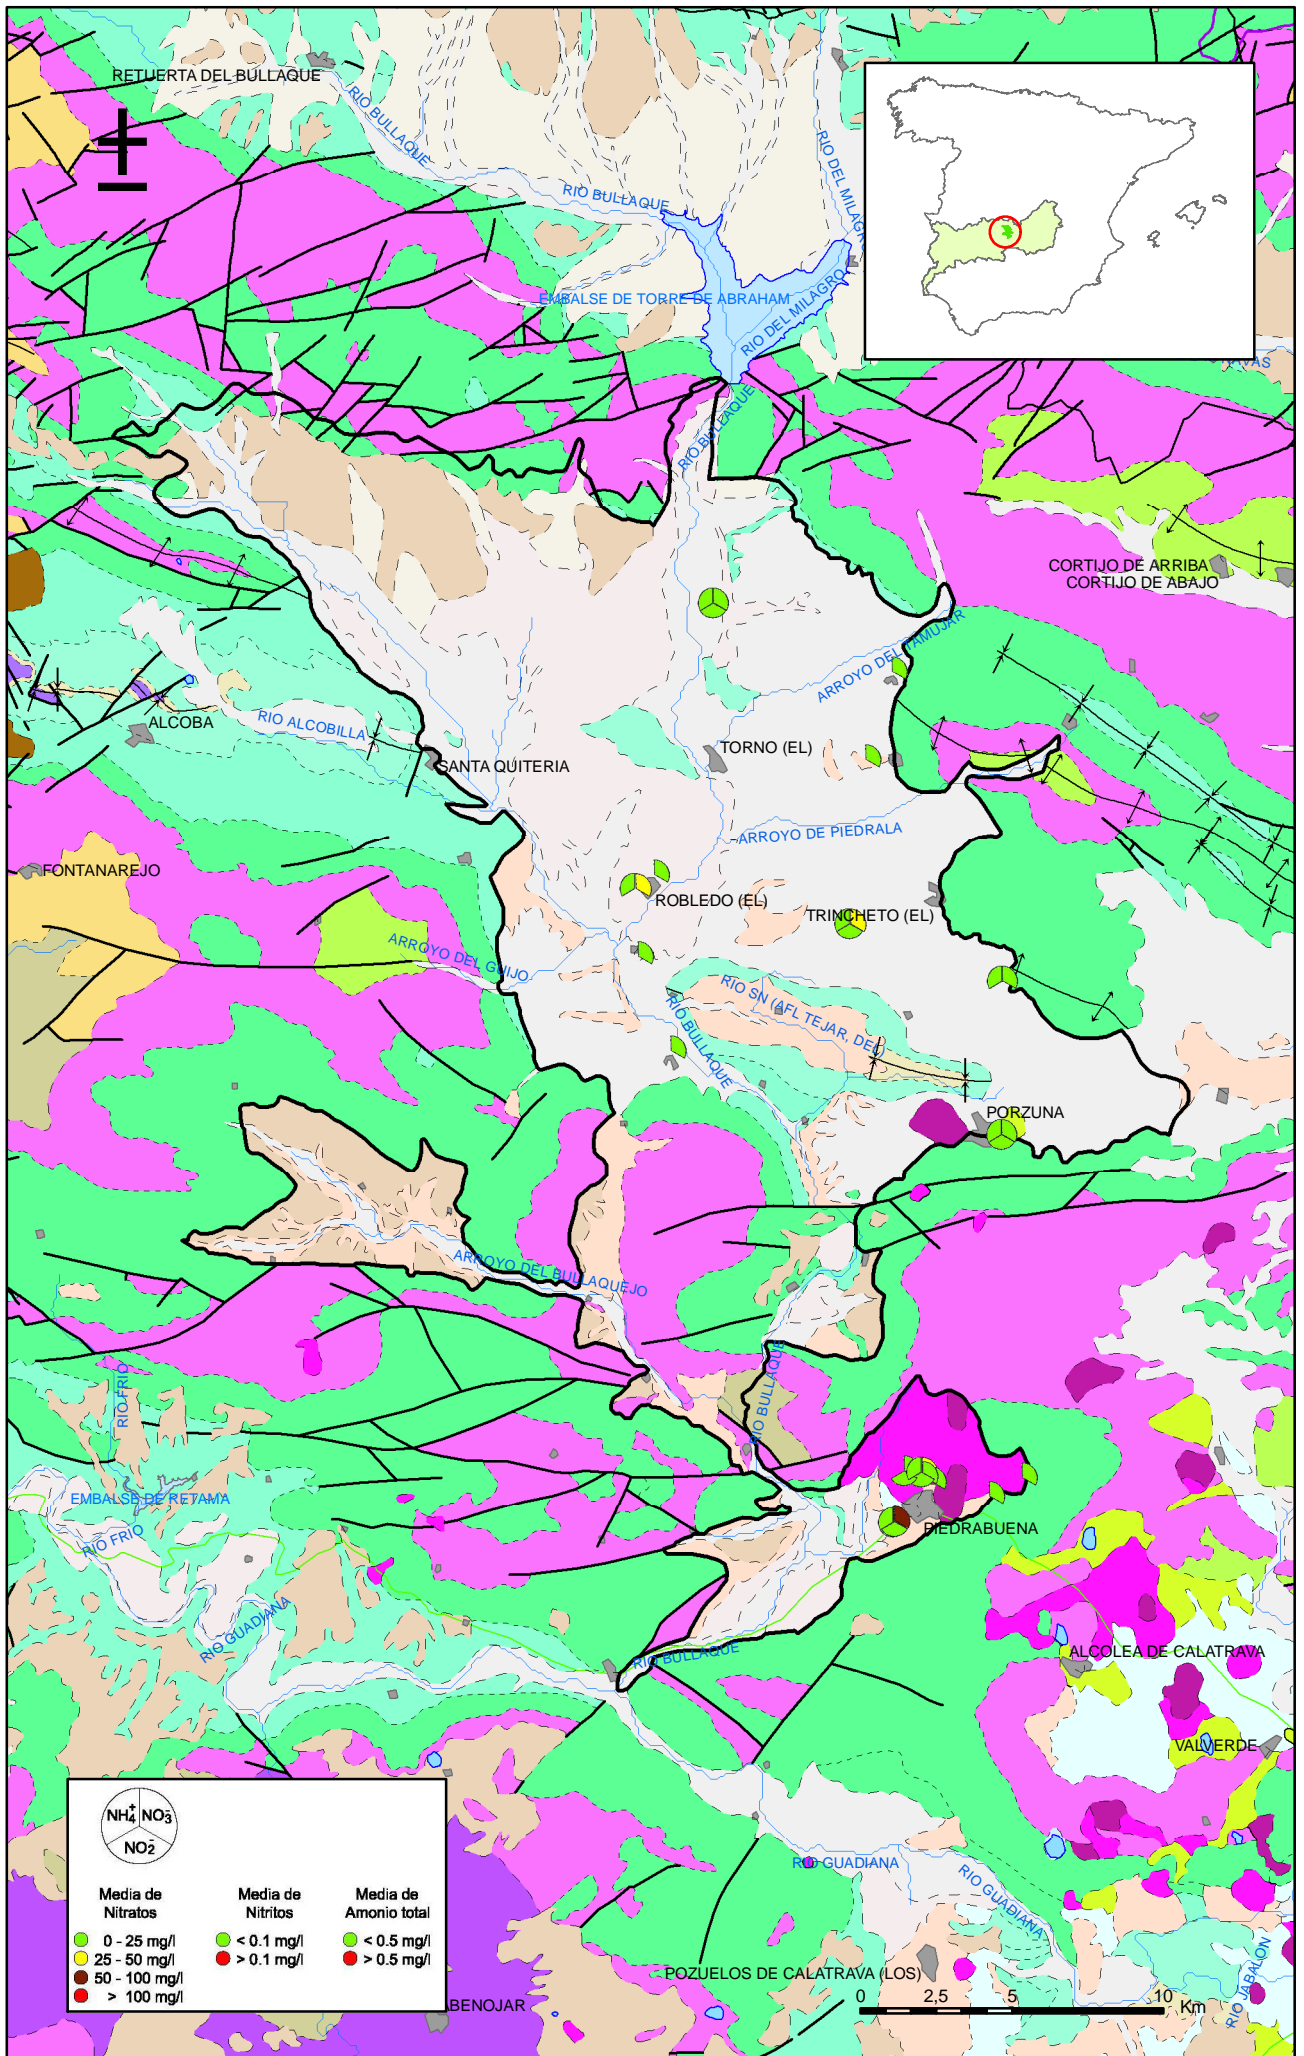 RETUERTA DEL BULLAQUE
RIO BULLAQUE
RIO BULLAQUE
RIO DEL MILAGRO
EMBALSE DE TORRE DE ABRAHAM
RIO DEL MILAGRO
RIO BULLAQUE
CORTIJO DE ARRIBA
CORTIJO DE ABAJO
ARROYO DEL TAMUJAR
ALCOBA
RIO ALCOBILLA
SANTA QUITERIA
TORNO (EL)
ARROYO DE PIEDRALA
FONTANAREJO
ROBLEDO (EL)
TRINCHETO (EL)
ARROYO DEL GUIJO
RIO SN (AFL TEJAR, DEL)
RIO BULLAQUE
PORZUNA
ARROYO DEL BULLAQUEJO
RIO FRIO
RIO BULLAQUE
EMBALSE DE RETAMA
RIO FRIO
PIEDRABUENA
RIO GUADIANA
RIO BULLAQUE
ALCOLEA DE CALATRAVA
VALVERDE
RIO GUADIANA
RIO GUADIANA
RIO JABALON
POZUELOS DE CALATRAVA (LOS)
ABENOJAR
NH4+ NO3-
NO2-
Media de Nitratos
0 - 25 mg/l
25 - 50 mg/l
50 - 100 mg/l
> 100 mg/l
Media de Nitritos
< 0.1 mg/l
> 0.1 mg/l
Media de Amonio total
< 0.5 mg/l
> 0.5 mg/l
0 2,5 5 10 Km